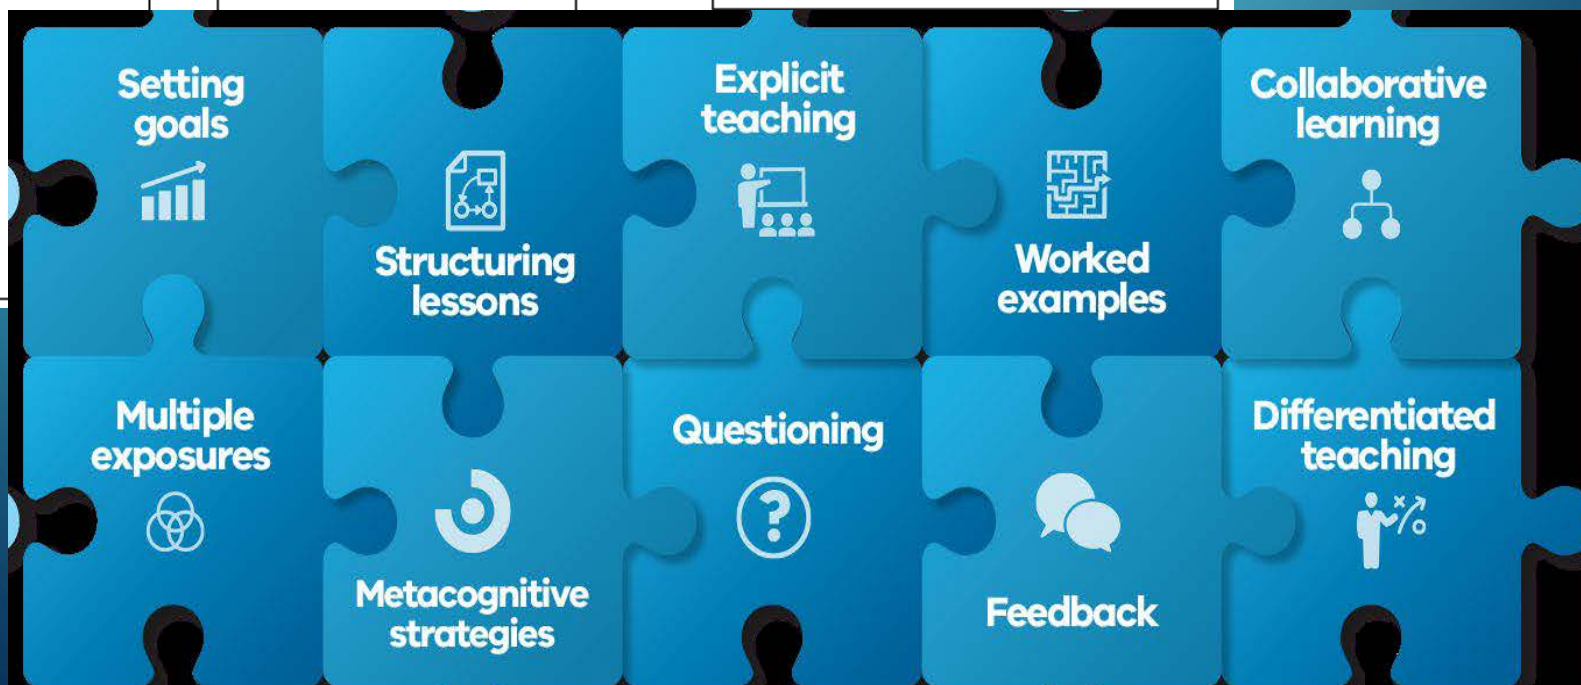 Setting
goals
Structuring
lessons
Explicit
teaching
Worked
examples
Collaborative
learning
Multiple
exposures
Metacognitive
strategies
Questioning
?
Feedback
Differentiated
teaching